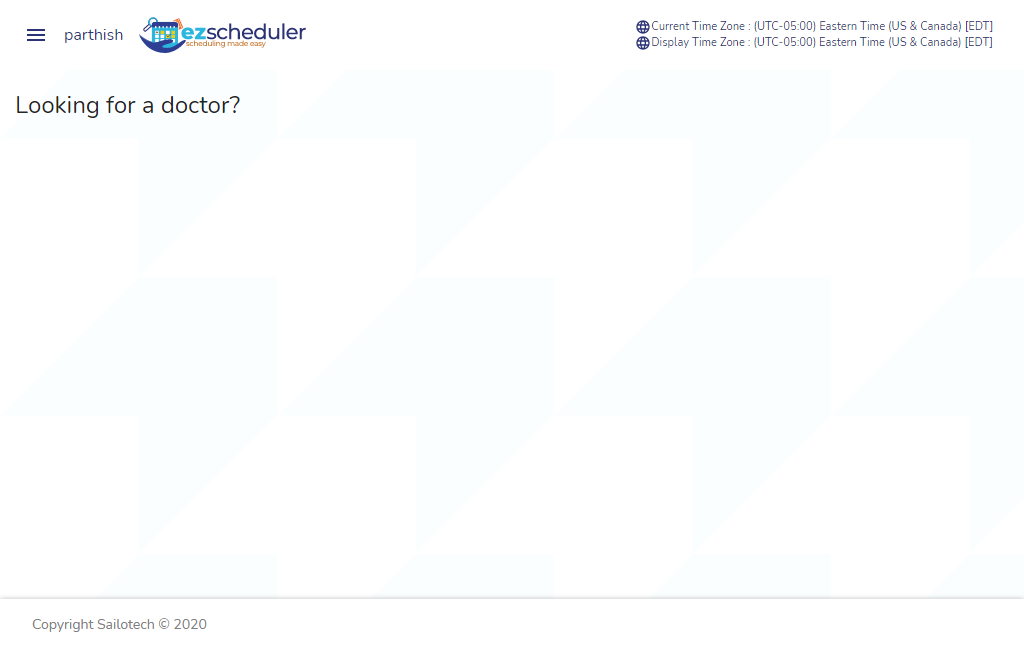 parthish
ezscheduler
scheduling made easy
Current Time Zone : (UTC-05:00) Eastern Time (US & Canada) [EDT]
Display Time Zone : (UTC-05:00) Eastern Time (US & Canada) [EDT]
Looking for a doctor?
Copyright Sailotech © 2020